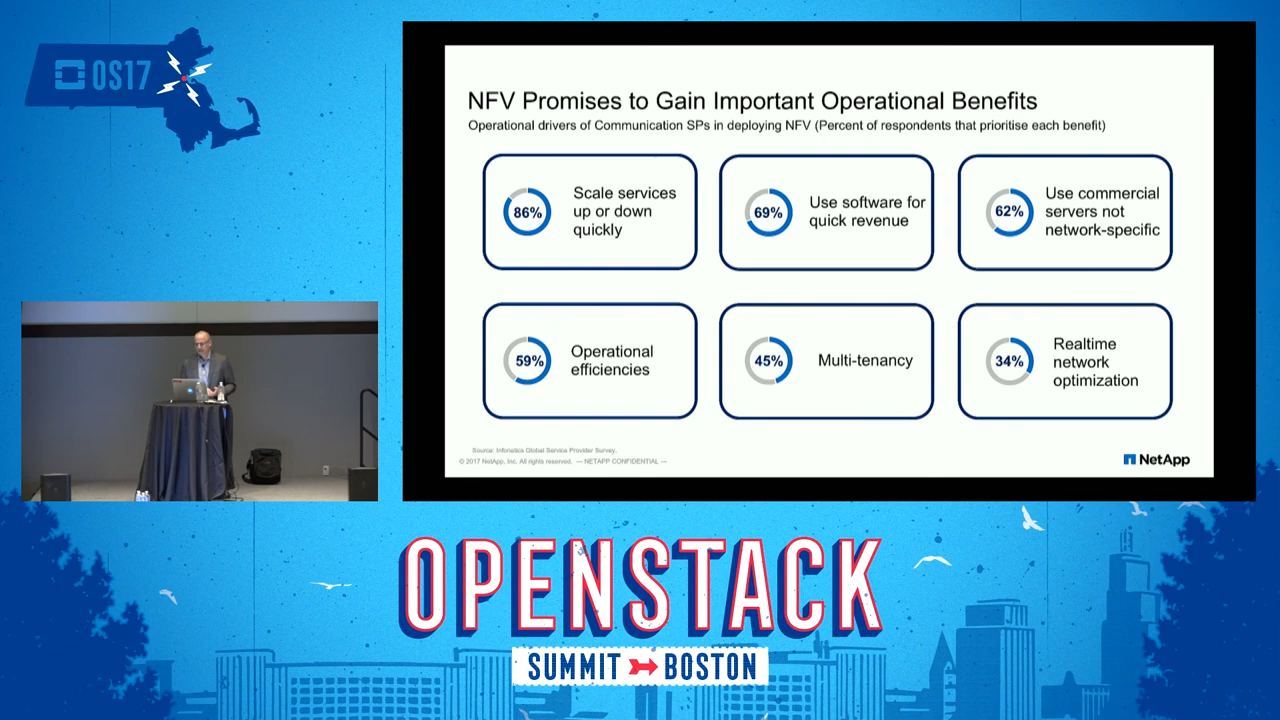 OS17
NFV Promises to Gain Important Operational Benefits
Operational drivers of Communication SPs in deploying NFV (Percent of respondents that prioritise each benefit)
86%
Scale services
up or down
quickly
69%
Use software for
quick revenue
62%
Use commercial
servers not
network-specific
59%
Operational
efficiencies
45%
Multi-tenancy
34%
Realtime
network
optimization
Source: Infonetics Global Service Provider Survey,
© 2017 NetApp, Inc. All rights reserved. — NETAPP CONFIDENTIAL —
NetApp
OPENSTACK
SUMMIT BOSTON